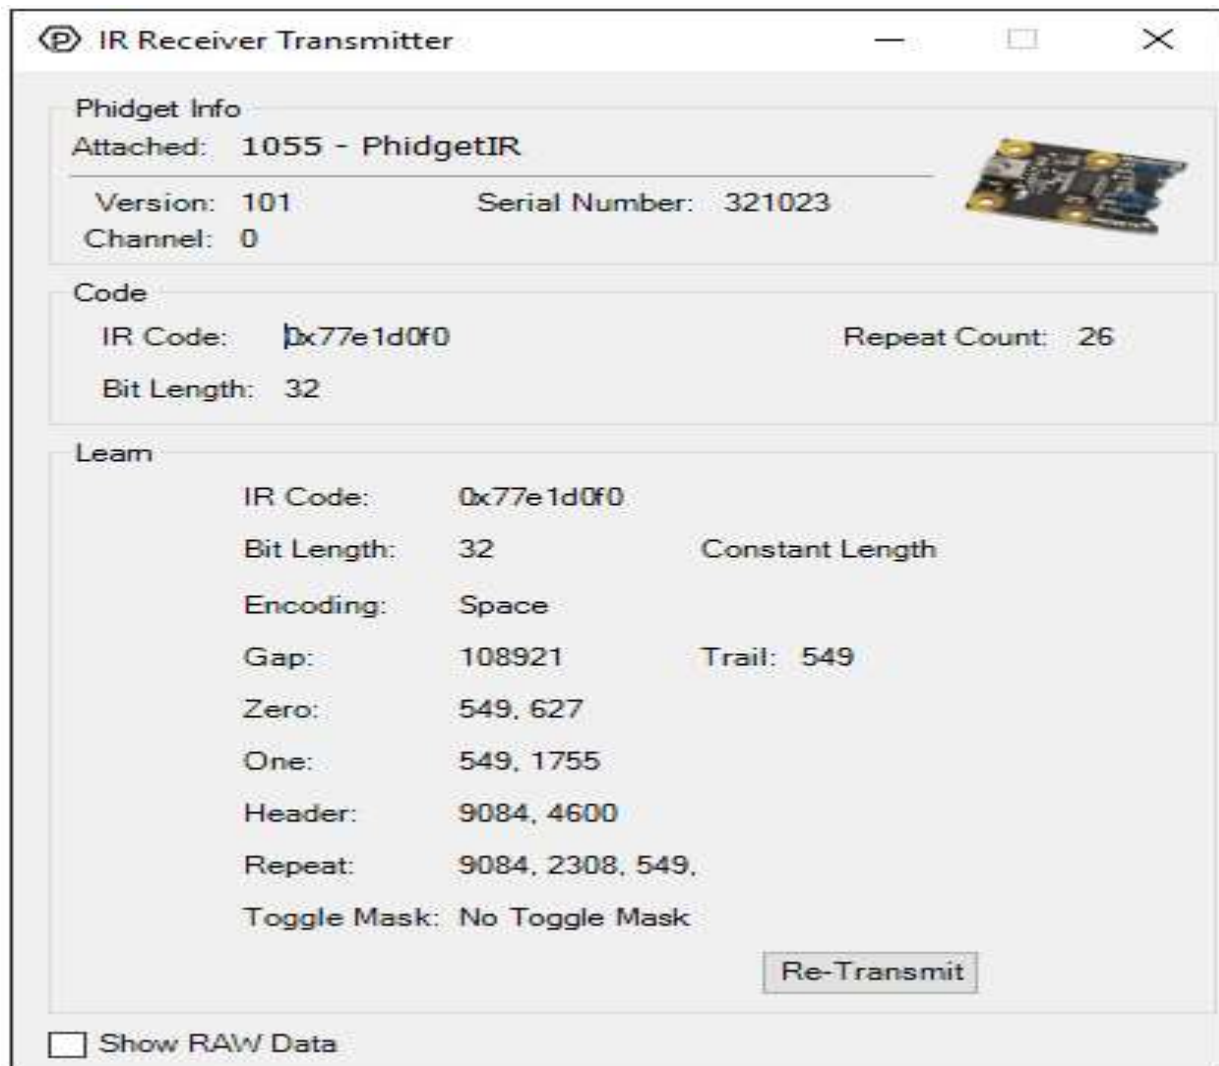 IR Receiver Transmitter
Phidget Info
Attached: 1055 - PhidgetIR
Version: 101 Serial Number: 321023
Channel: 0
Code
IR Code: 0x77e1d0f0 Repeat Count: 26
Bit Length: 32
Learn
IR Code: 0x77e1d0f0
Bit Length: 32 Constant Length
Encoding: Space
Gap: 108921 Trail: 549
Zero: 549, 627
One: 549, 1755
Header: 9084, 4600
Repeat: 9084, 2308, 549,
Toggle Mask: No Toggle Mask
Re-Transmit
Show RAW Data